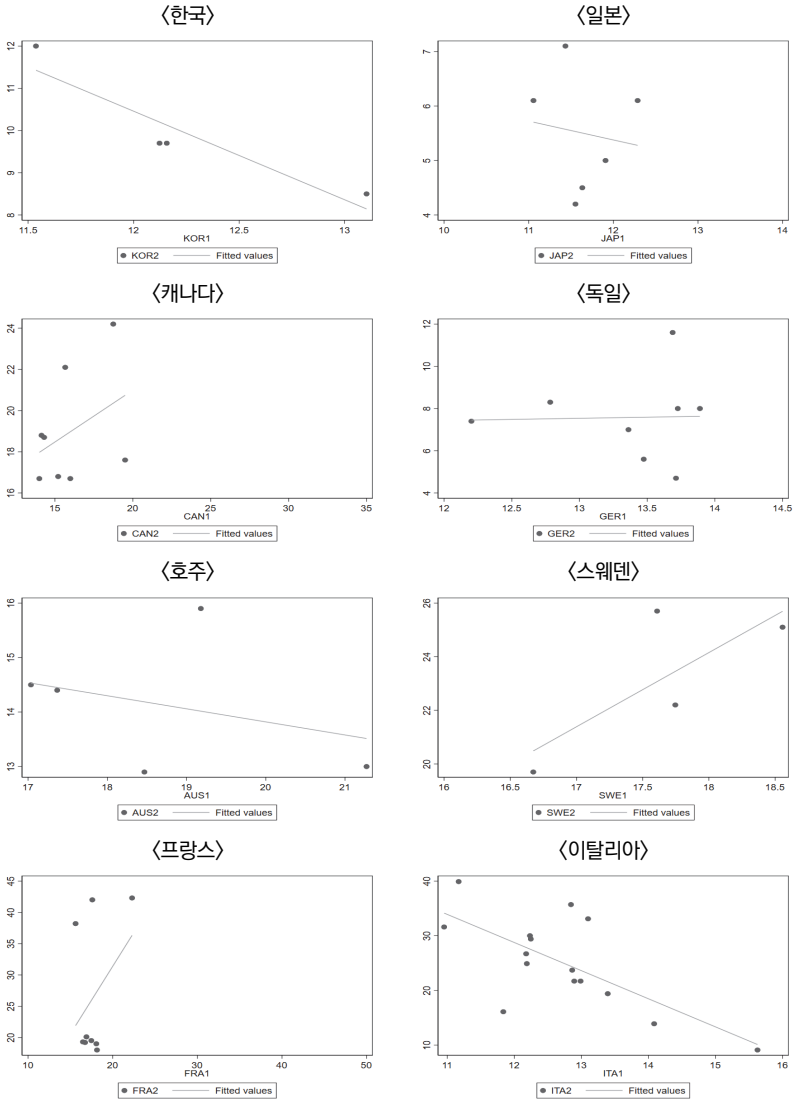 〈한국〉 〈일본〉
12
11
10
9
8
11.5 12 12.5 13
KOR1
KOR2 Fitted values
7
6
5
4
10 11 12 13 14
JAP1
JAP2 Fitted values
〈캐나다〉 〈독일〉
24
22
20
18
16
15 20 25 30 35
CAN1
CAN2 Fitted values
12
10
8
6
4
12 12.5 13 13.5 14 14.5
GER1
GER2 Fitted values
〈호주〉 〈스웨덴〉
16
15
14
13
17 18 19 20 21
AUS1
AUS2 Fitted values
26
24
22
20
16 16.5 17 17.5 18 18.5
SWE1
SWE2 Fitted values
〈프랑스〉 〈이탈리아〉
45
40
35
30
25
20
10 20 30 40 50
FRA1
FRA2 Fitted values
40
30
20
10
11 12 13 14 15 16
ITA1
ITA2 Fitted values